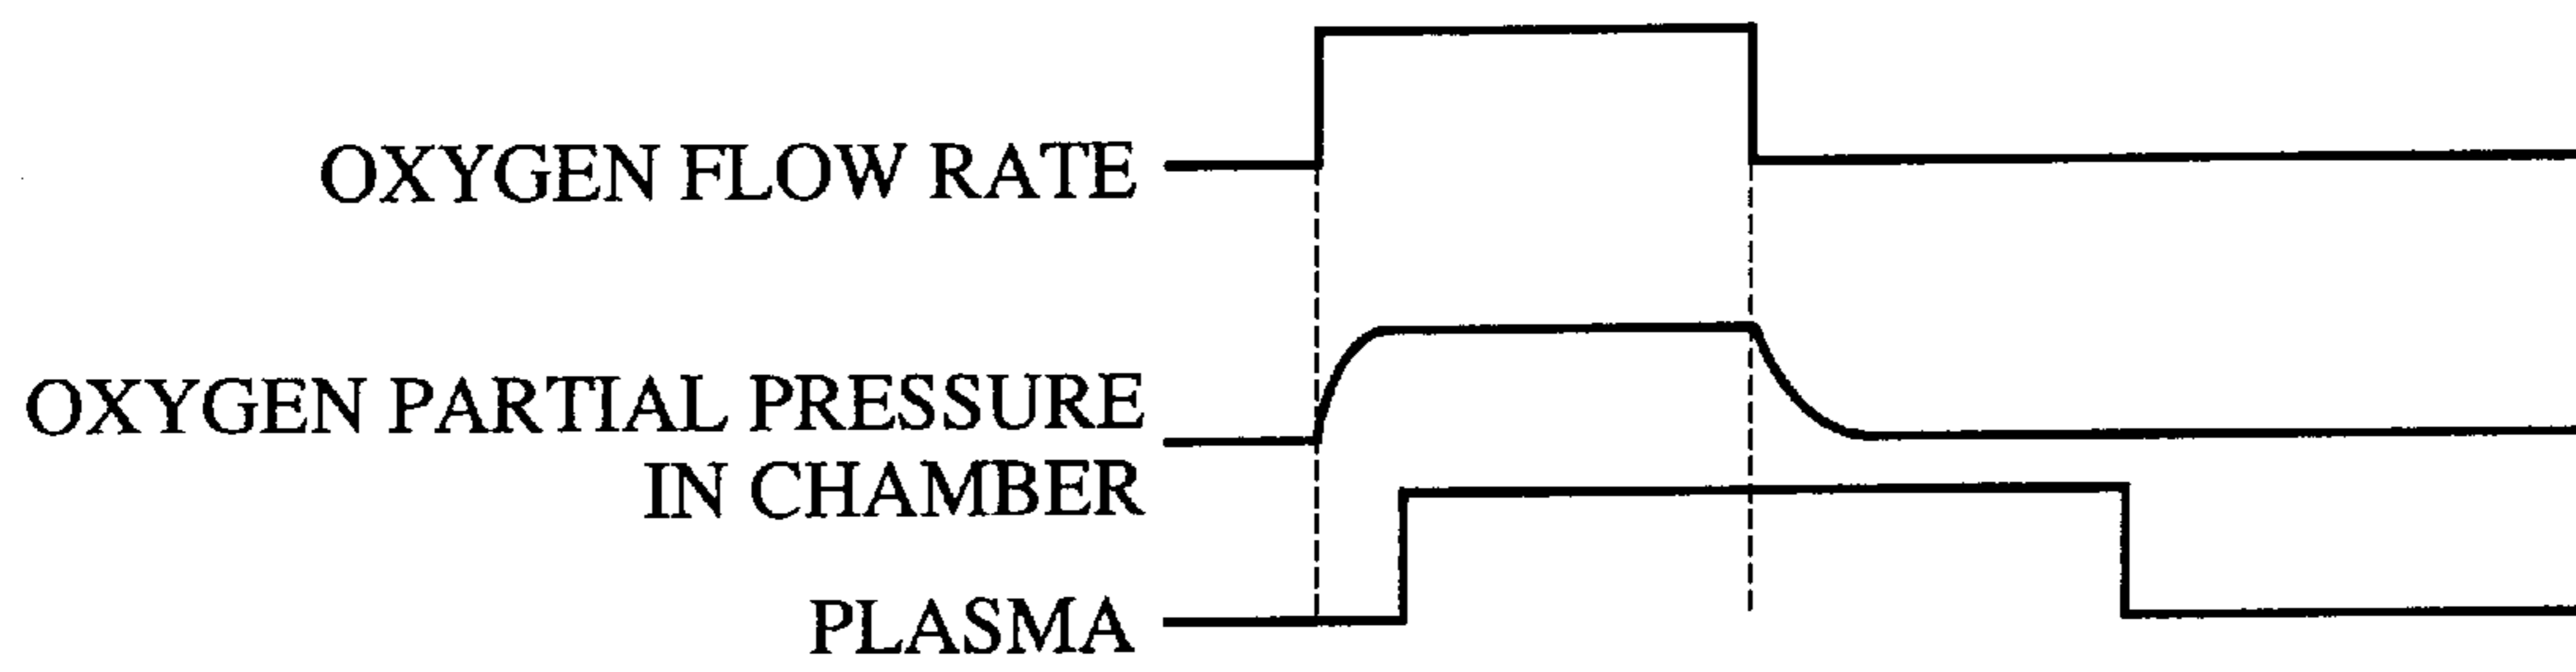 OXYGEN FLOW RATE
OXYGEN PARTIAL PRESSURE
IN CHAMBER
PLASMA